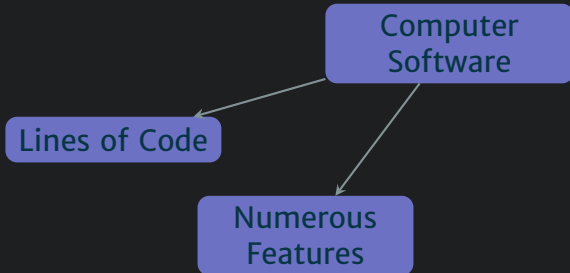 Computer
Software
Lines of Code
Numerous
Features